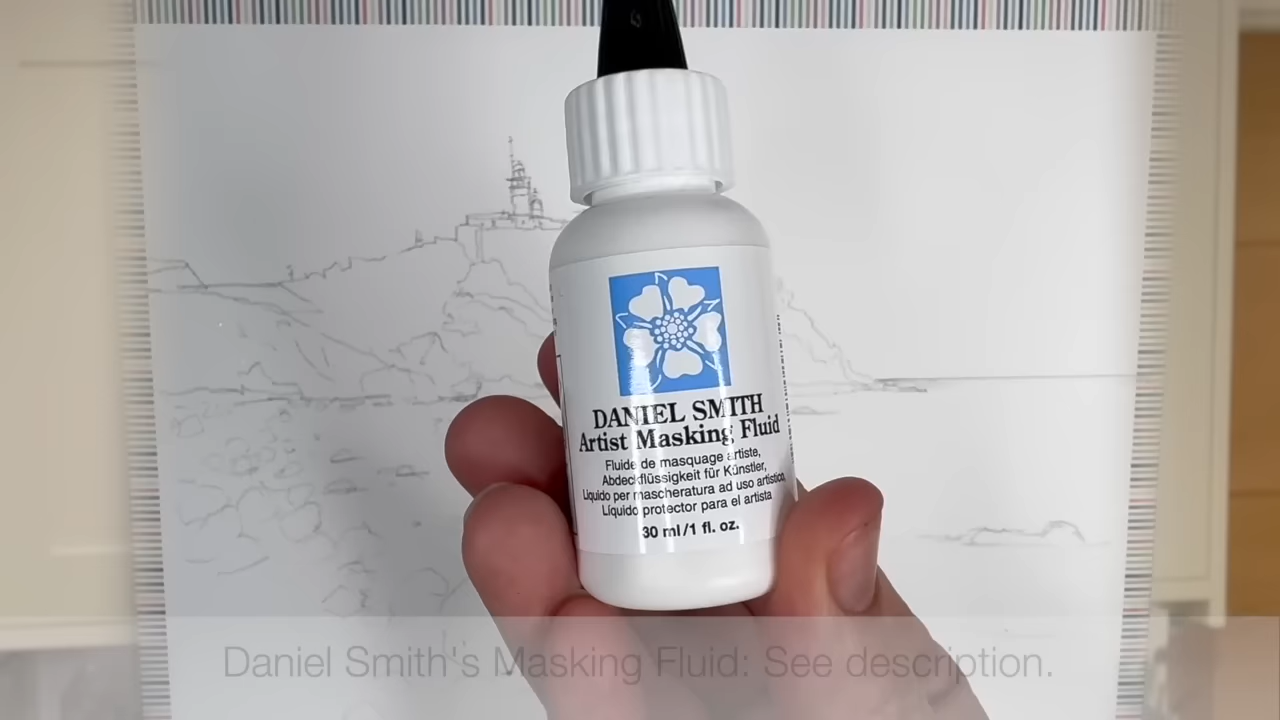 DANIEL SMITH
Artist Masking Fluid
Fluide de masquage artiste,
Abdeckflüssigkeit für Künstler,
Liquido per mascheratura ad uso artistico
Líquido protector para el artista
30 ml/1 fl. oz.
Daniel Smith's Masking Fluid: See description.